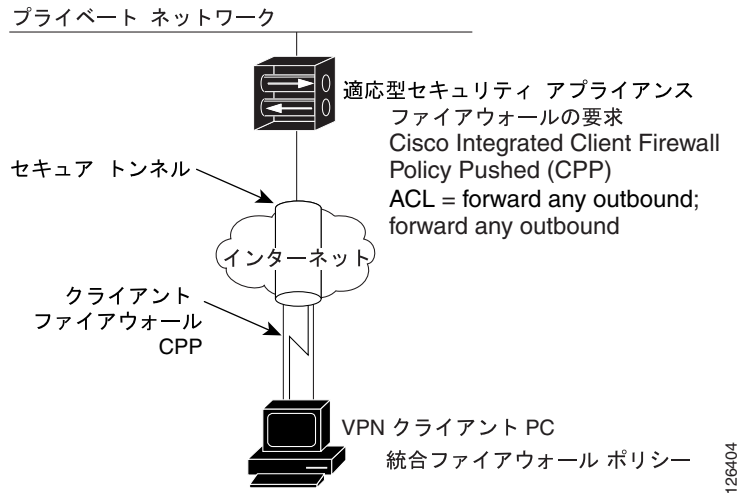 プライベート ネットワーク
適応型セキュリティ アプライアンス
ファイアウォールの要求
Cisco Integrated Client Firewall
Policy Pushed (CPP)
ACL = forward any outbound;
forward any outbound
セキュア トンネル
インターネット
クライアント
ファイアウォール
CPP
VPN クライアント PC
統合ファイアウォール ポリシー
126404